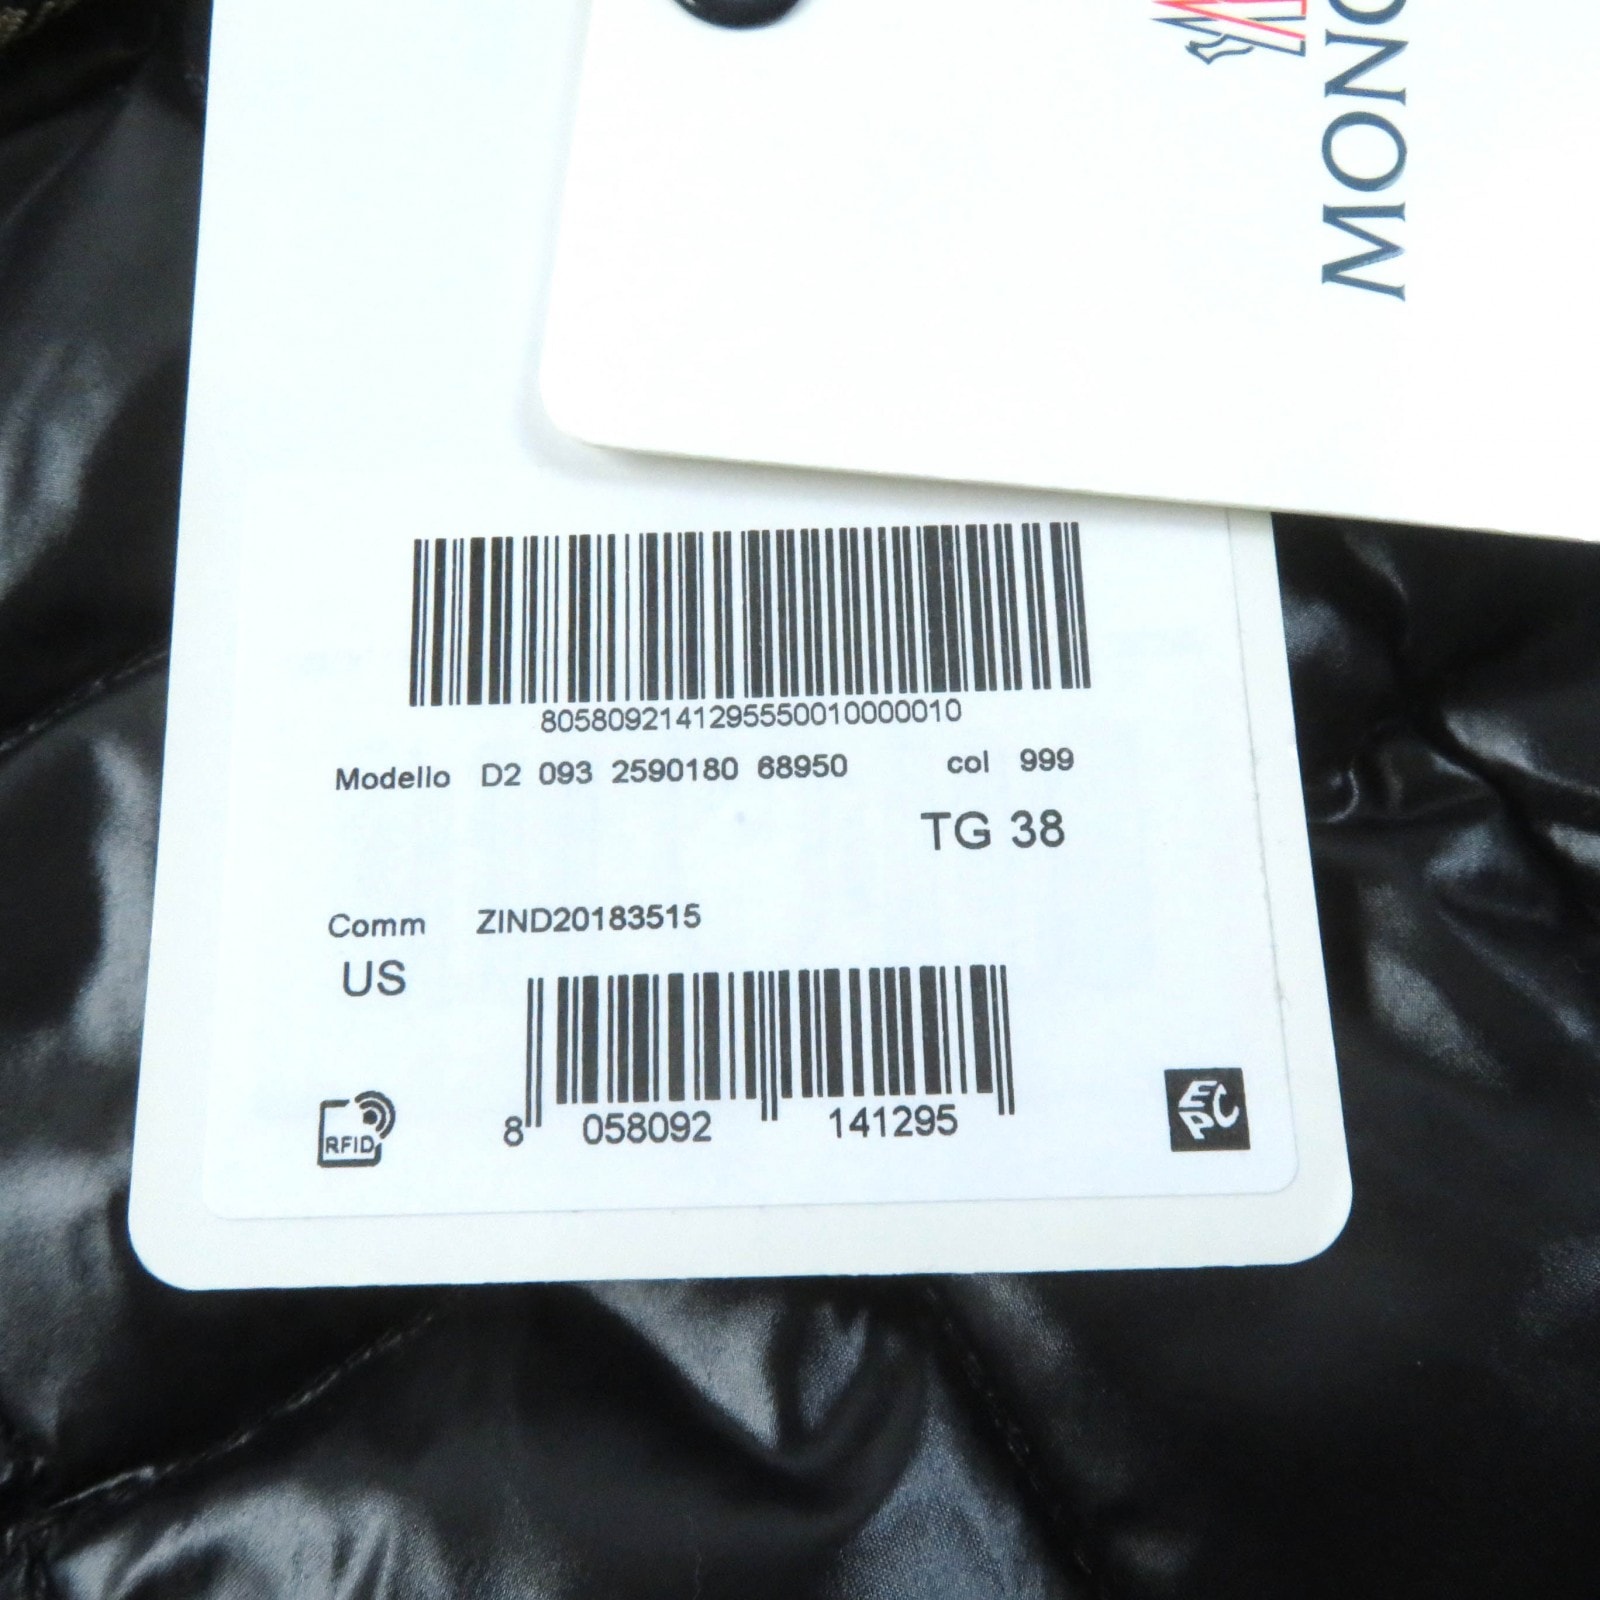 MONC
8058092141295550010000010
Modello D2 093 2590180 68950 col 999
TG 38
Comm ZIND20183515
US
8 058092 141295
RFID
EPC